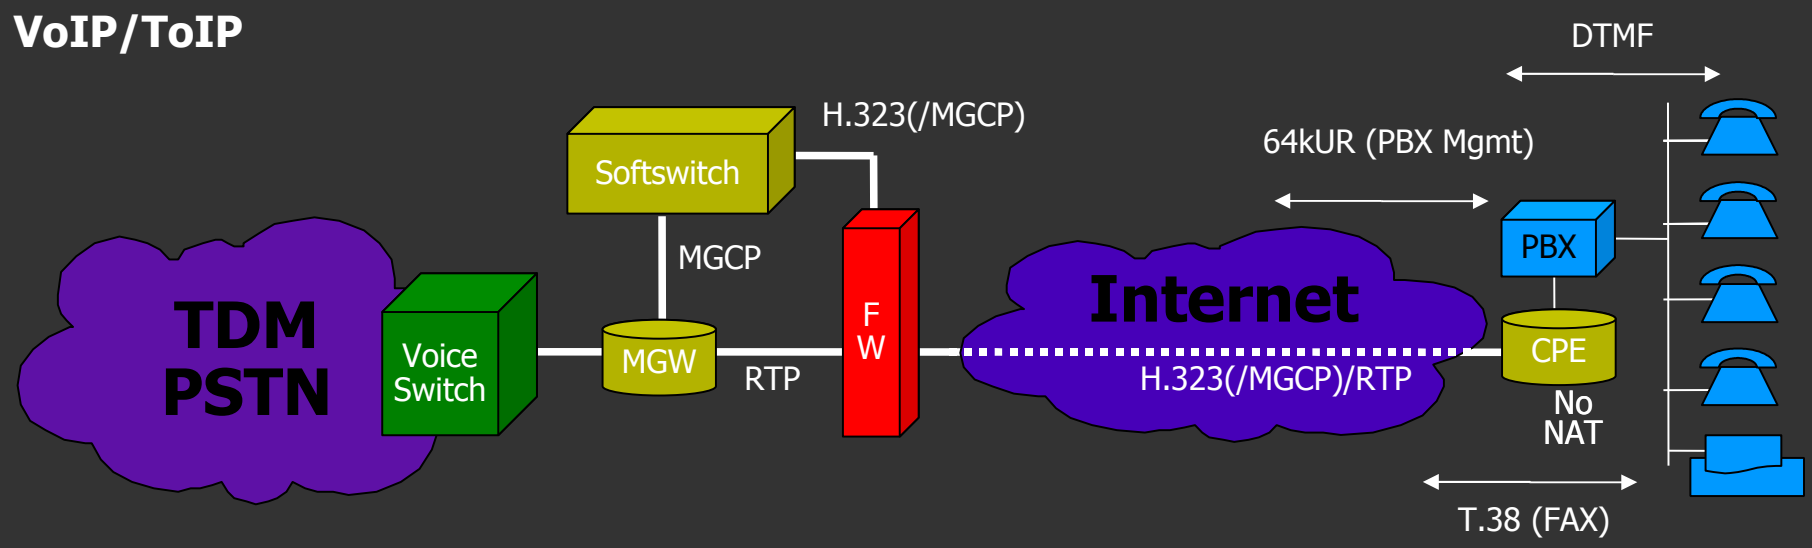 VoIP/ToIP
DTMF
H.323(/MGCP)
64kUR (PBX Mgmt)
Softswitch
MGCP
PBX
TDM
PSTN
Voice
Switch
MGW
RTP
F
W
Internet
H.323(/MGCP)/RTP
CPE
No
NAT
T.38 (FAX)